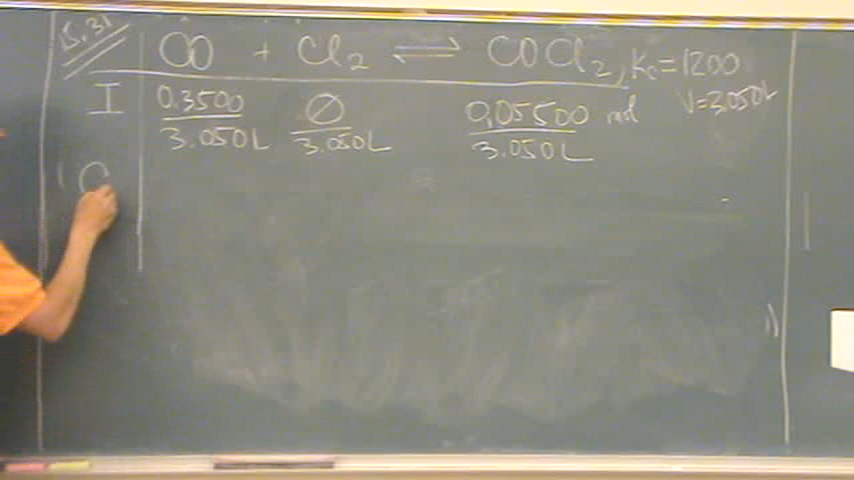 15.31
CO + Cl₂ ⇌ COCl₂, Kc=1200
V=3.050L
I 0.3500/3.050L ∅/3.050L 0.05500/3.050L mol
C